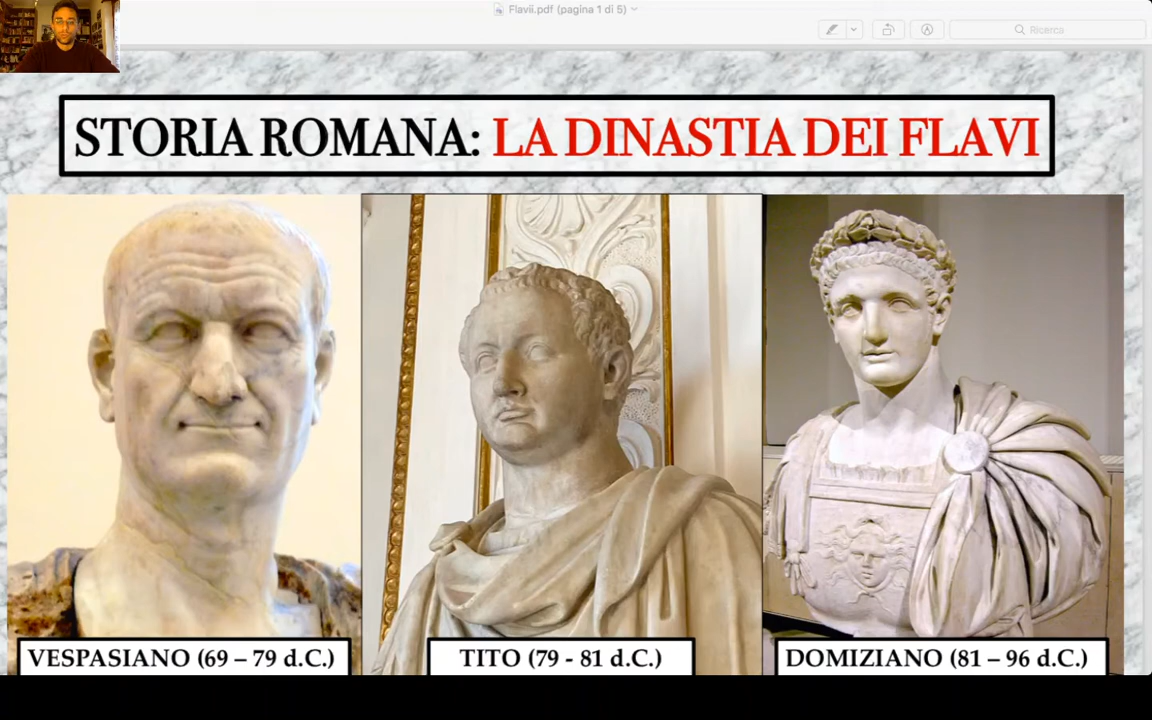 Flavii.pdf (pagina 1 di 5)
Ricerca
STORIA ROMANA: LA DINASTIA DEI FLAVI
VESPASIANO (69 – 79 d.C.)
TITO (79 - 81 d.C.)
DOMIZIANO (81 – 96 d.C.)